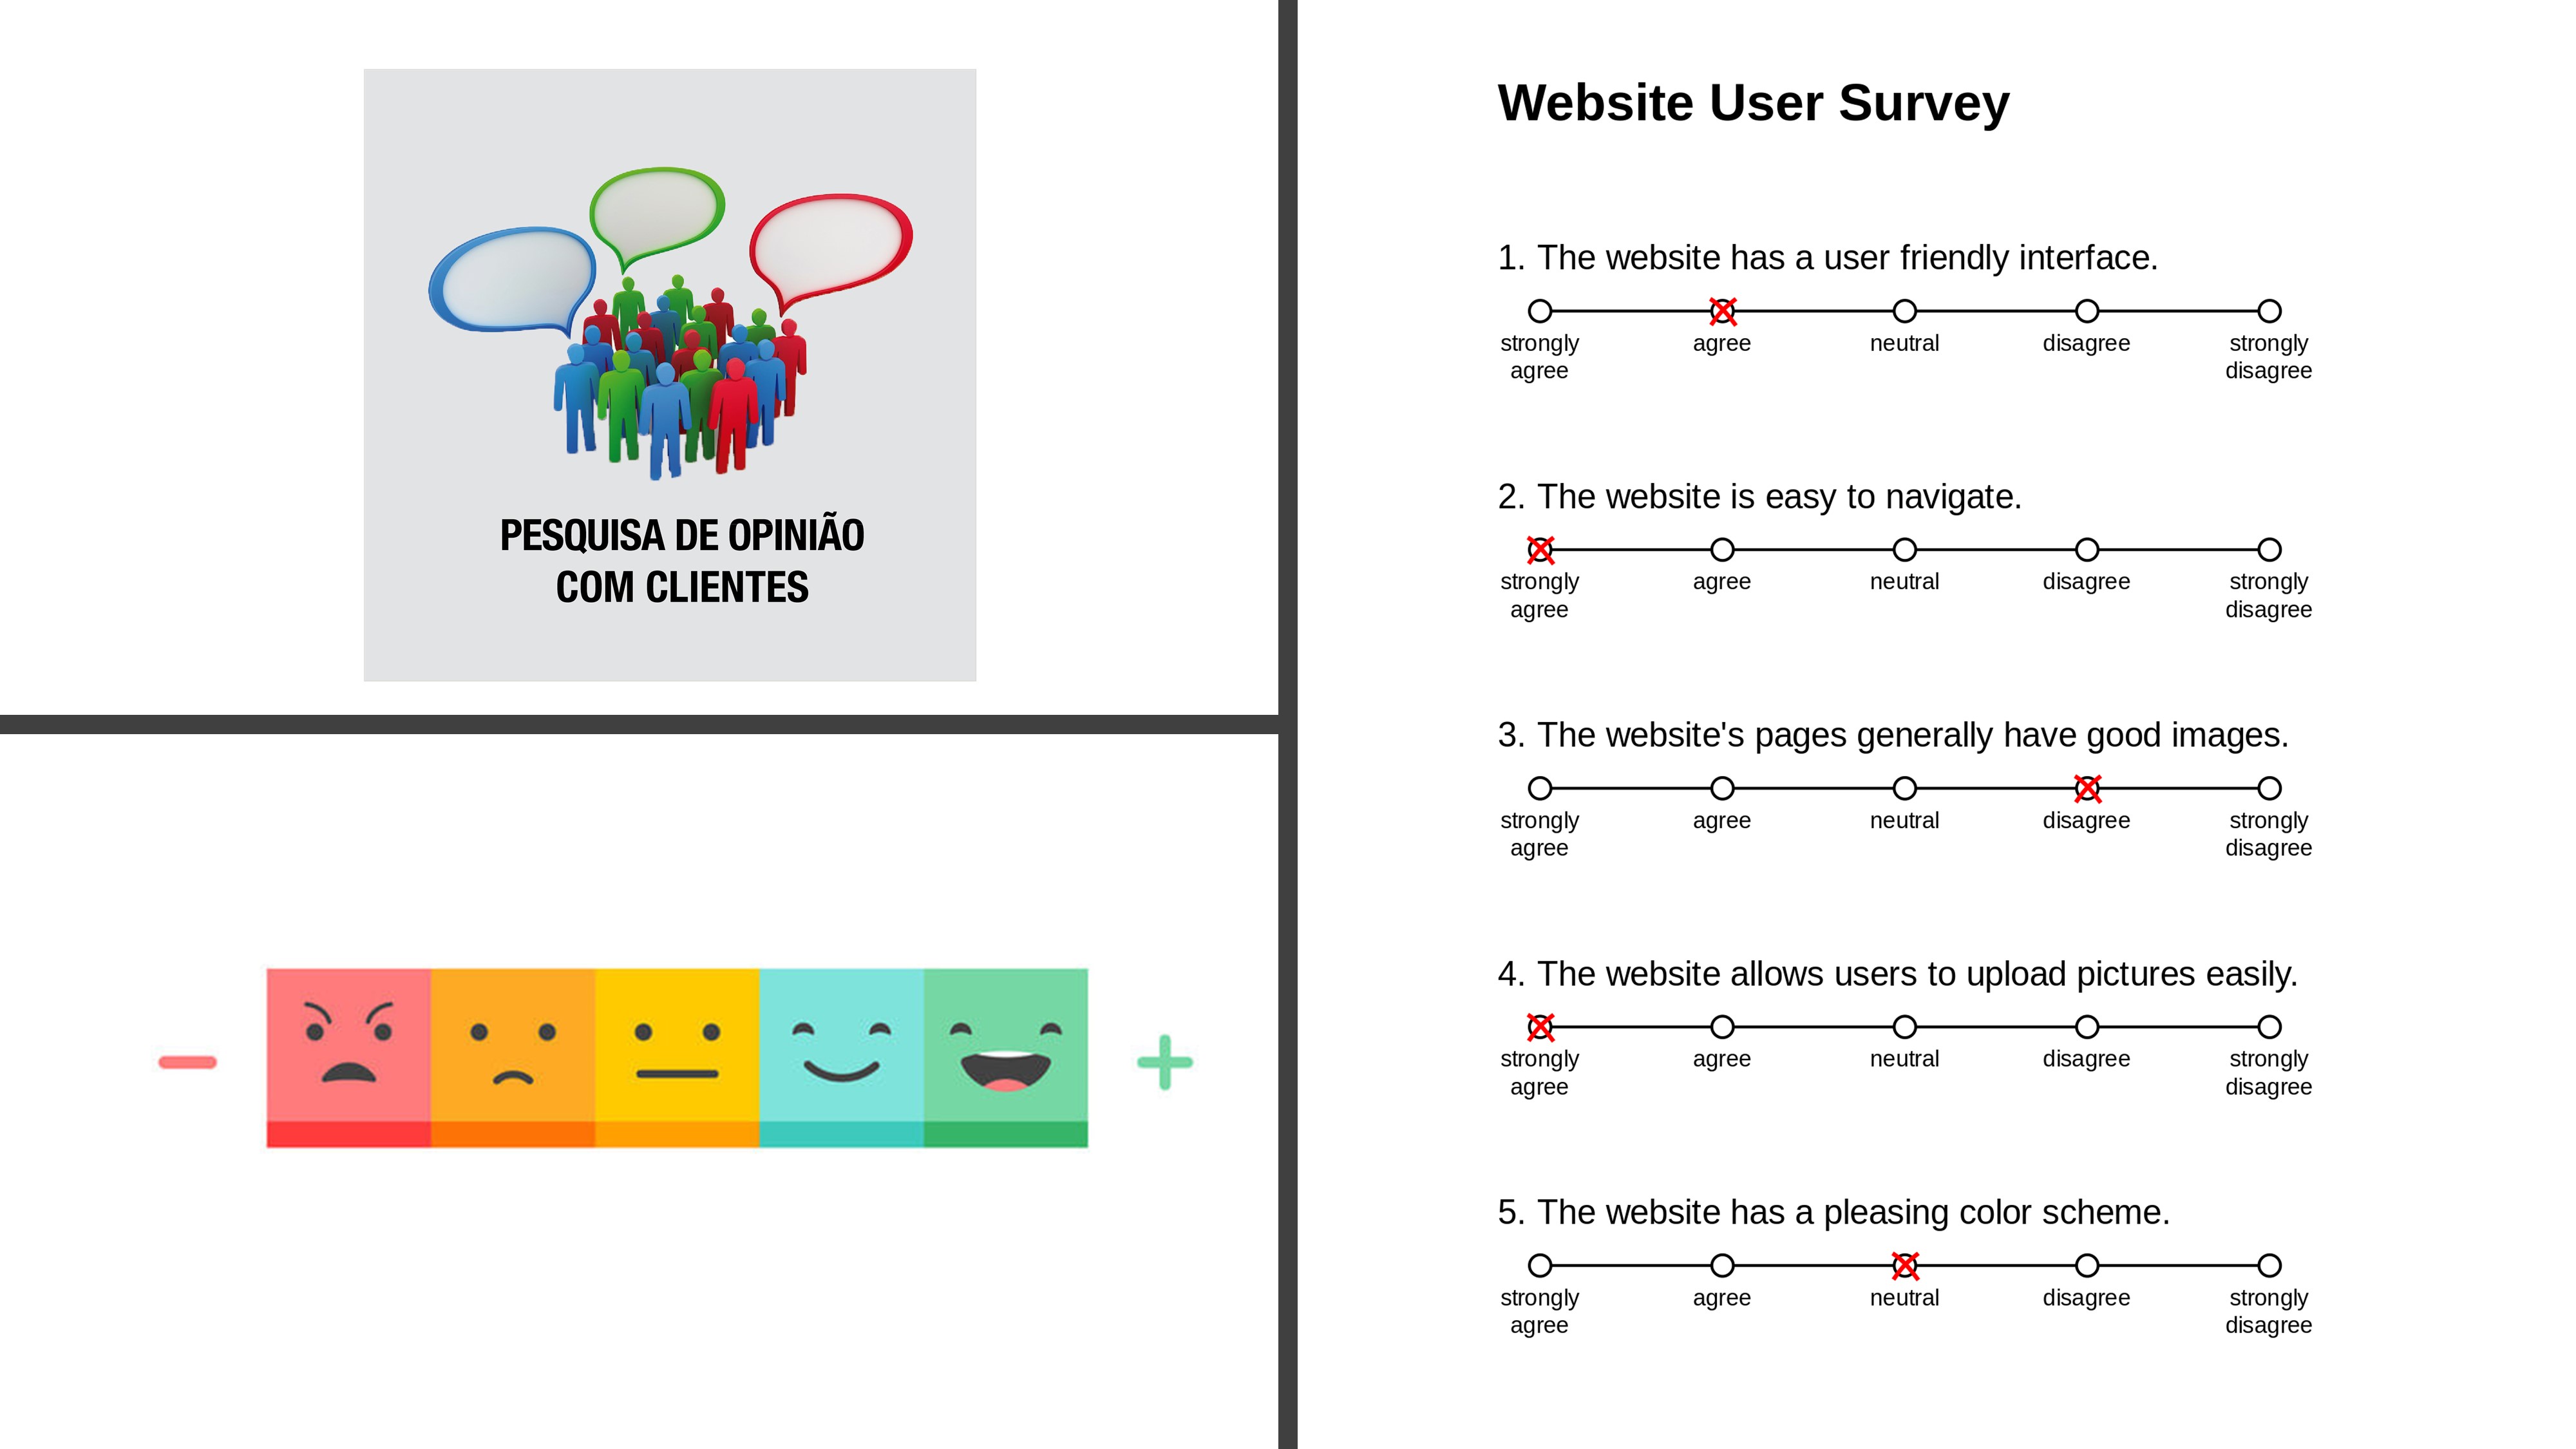 PESQUISA DE OPINIÃO
COM CLIENTES
Website User Survey
1. The website has a user friendly interface.
strongly agree neutral disagree strongly
agree disagree
2. The website is easy to navigate.
strongly agree neutral disagree strongly
agree disagree
3. The website's pages generally have good images.
strongly agree neutral disagree strongly
agree disagree
4. The website allows users to upload pictures easily.
strongly agree neutral disagree strongly
agree disagree
5. The website has a pleasing color scheme.
strongly agree neutral disagree strongly
agree disagree